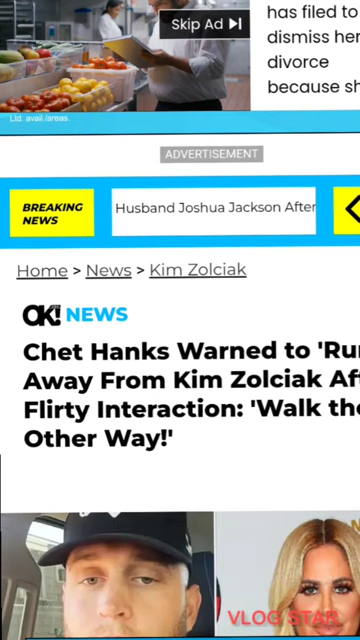 Skip Ad
has filed to
dismiss her
divorce
because sh
Ltd. avail./areas.
ADVERTISEMENT
BREAKING
NEWS
Husband Joshua Jackson After
Home > News > Kim Zolciak
OK! NEWS
Chet Hanks Warned to 'Ru
Away From Kim Zolciak Aft
Flirty Interaction: 'Walk the
Other Way!'
VLOG STAR